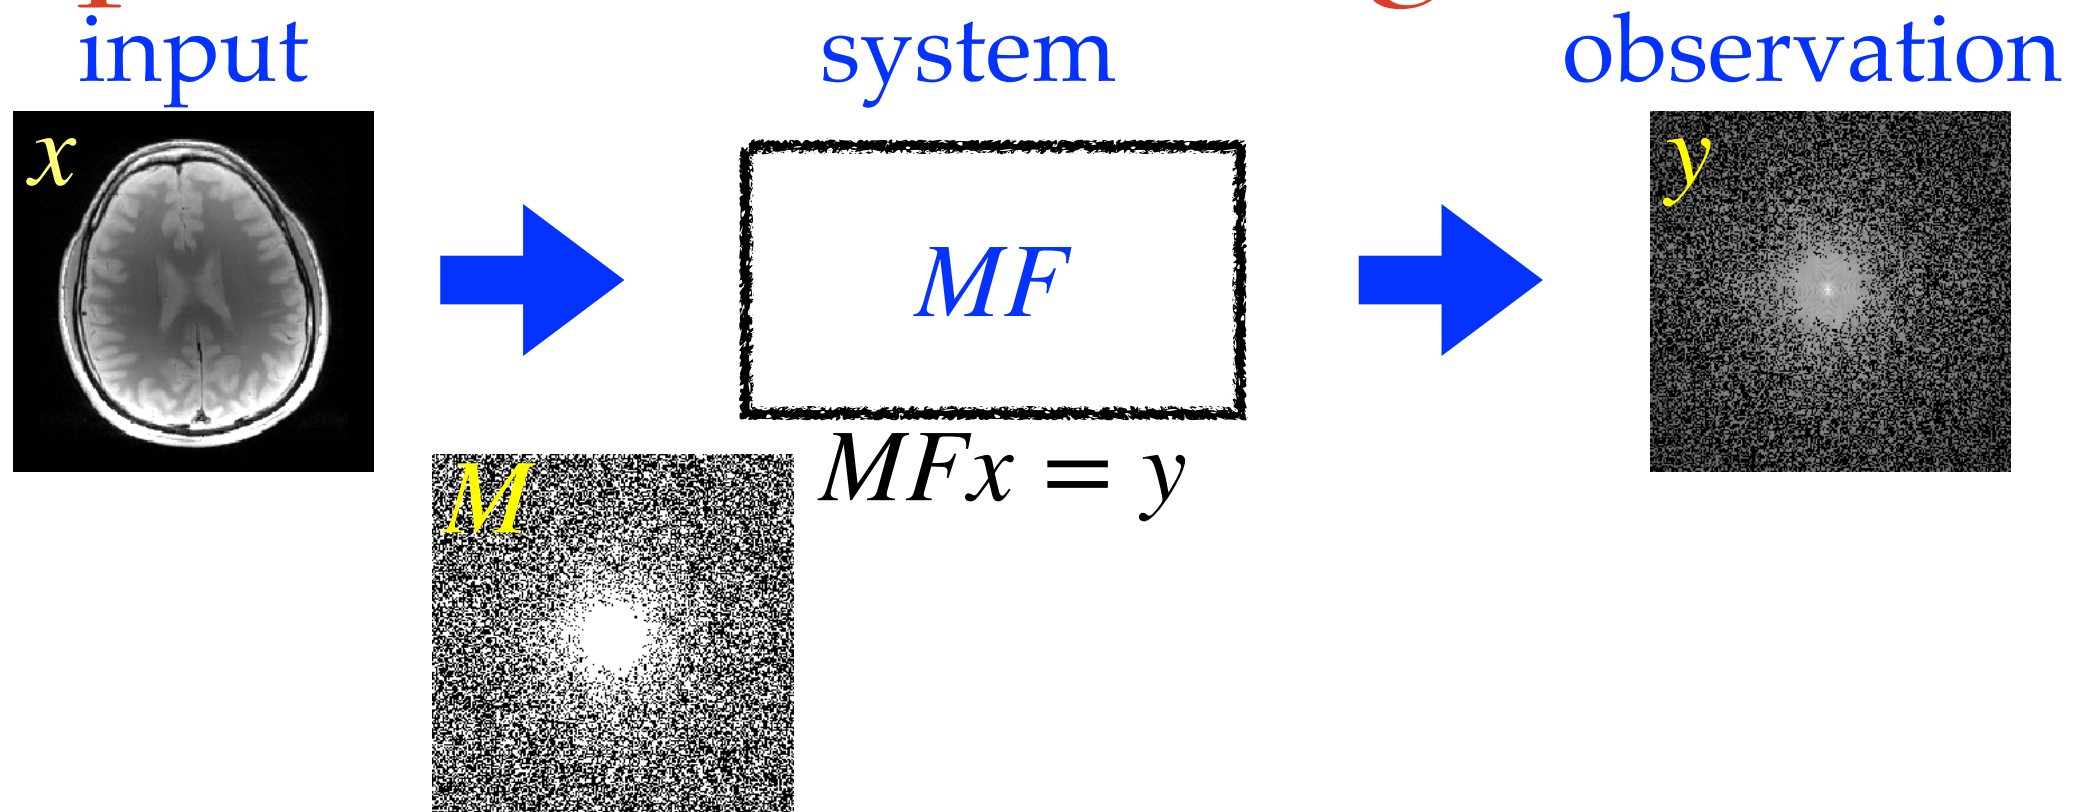 input system observation
x
y
MF
MFx = y
M